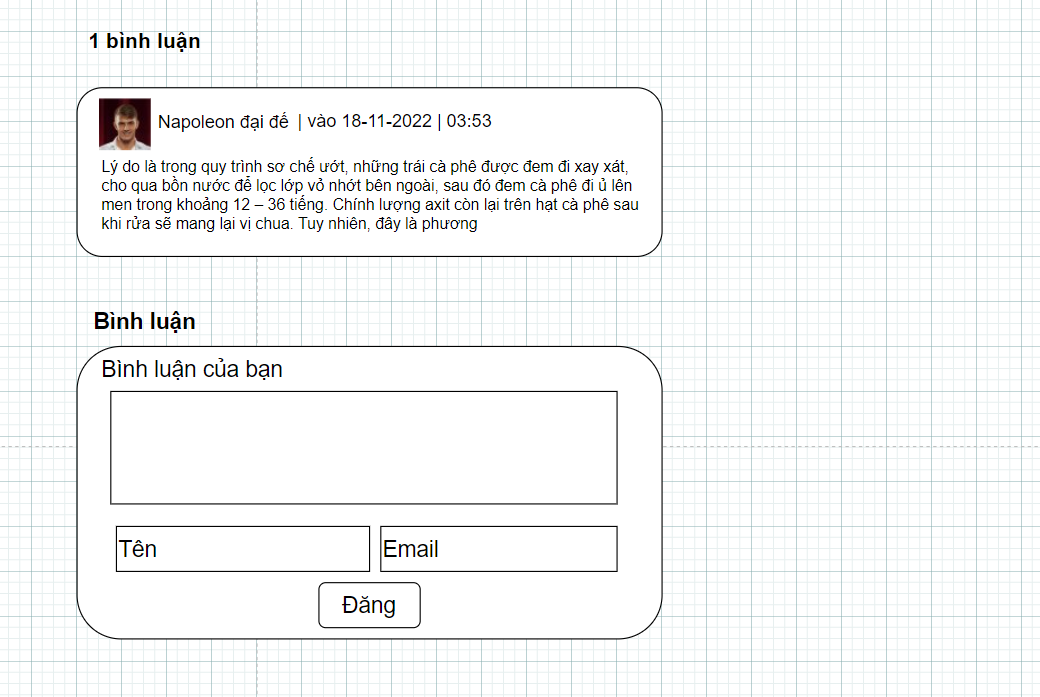 1 bình luận
Napoleon đại đế | vào 18-11-2022 | 03:53
Lý do là trong quy trình sơ chế ướt, những trái cà phê được đem đi xay xát,
cho qua bồn nước để lọc lớp vỏ nhớt bên ngoài, sau đó đem cà phê đi ủ lên
men trong khoảng 12 – 36 tiếng. Chính lượng axit còn lại trên hạt cà phê sau
khi rửa sẽ mang lại vị chua. Tuy nhiên, đây là phương
Bình luận
Bình luận của bạn
Tên Email
Đăng